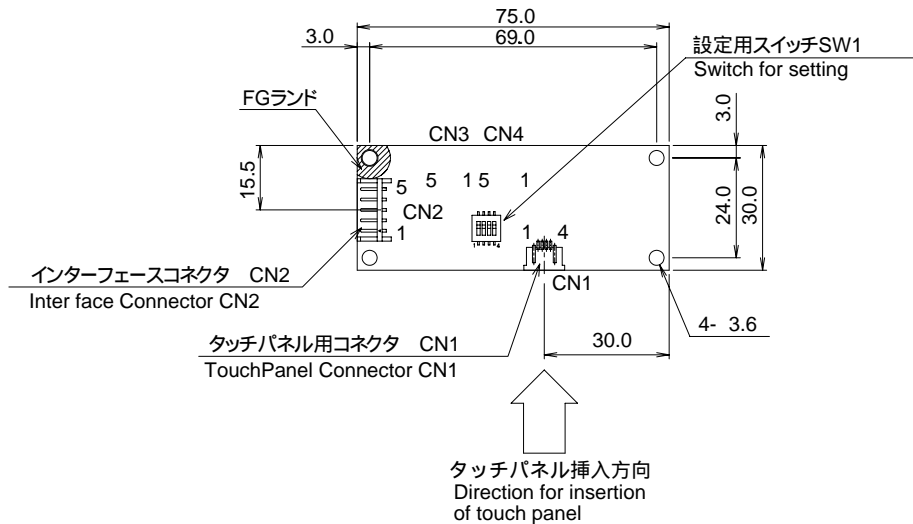 75.0
3.0
69.0
設定用スイッチSW1
Switch for setting
FGランド
3.0
CN3 CN4
15.5
5 5 1 5 1
24.0
30.0
CN2
1
1 4
インターフェースコネクタ CN2
Inter face Connector CN2
CN1
4- 3.6
タッチパネル用コネクタ CN1
30.0
TouchPanel Connector CN1
タッチパネル挿入方向
Direction for insertion
of touch panel